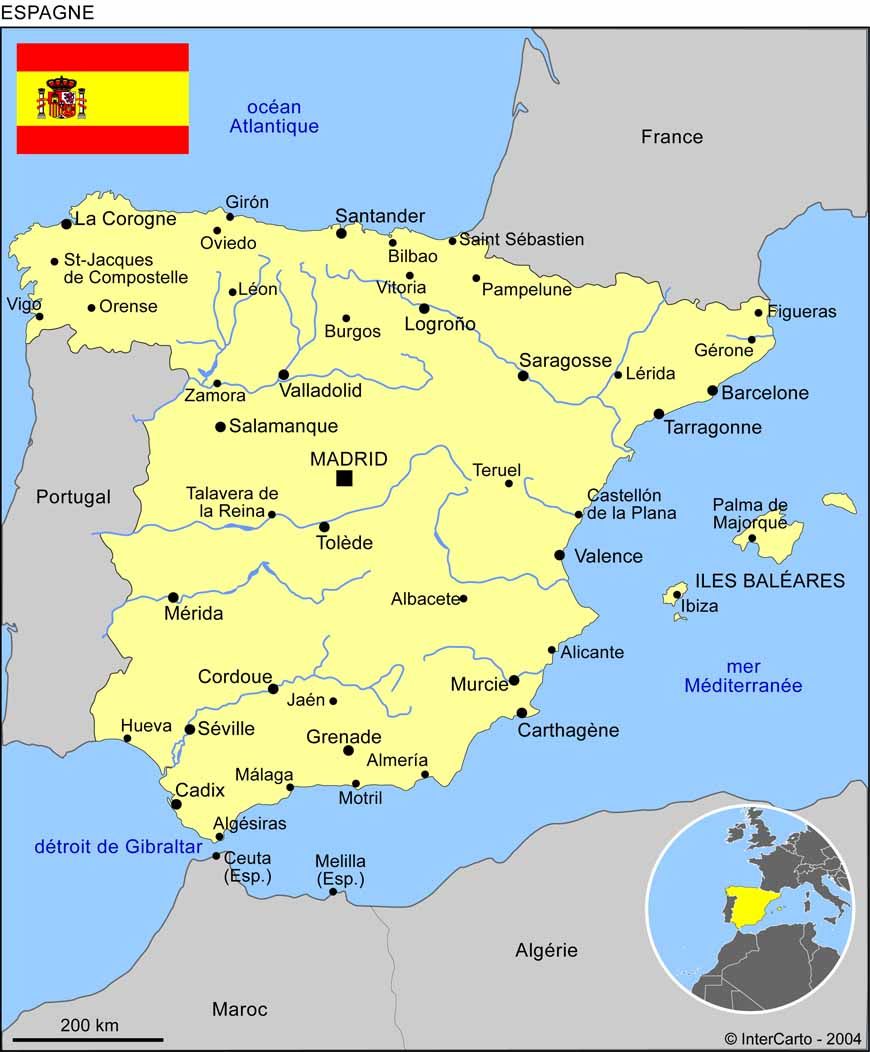 ESPAGNE
océan
Atlantique
France
Girón
La Corogne
Santander
Oviedo
Saint Sébastien
Bilbao
St-Jacques
de Compostelle
Vitoria
Léon
Pampelune
Vigo
Orense
Figueras
Burgos
Logroño
Gérone
Saragosse
Lérida
Zamora
Valladolid
Barcelone
Salamanque
Tarragonne
MADRID
Teruel
Portugal
Talavera de
la Reina
Castellón
de la Plana
Palma de
Majorque
Tolède
Valence
ILES BALÉARES
Albacete
Ibiza
Mérida
Alicante
mer
Méditerranée
Cordoue
Murcie
Jaén
Hueva
Séville
Carthagène
Grenade
Almería
Málaga
Cadix
Motril
Algésiras
détroit de Gibraltar
Ceuta
(Esp.)
Melilla
(Esp.)
Algérie
Maroc
200 km
© InterCarto - 2004